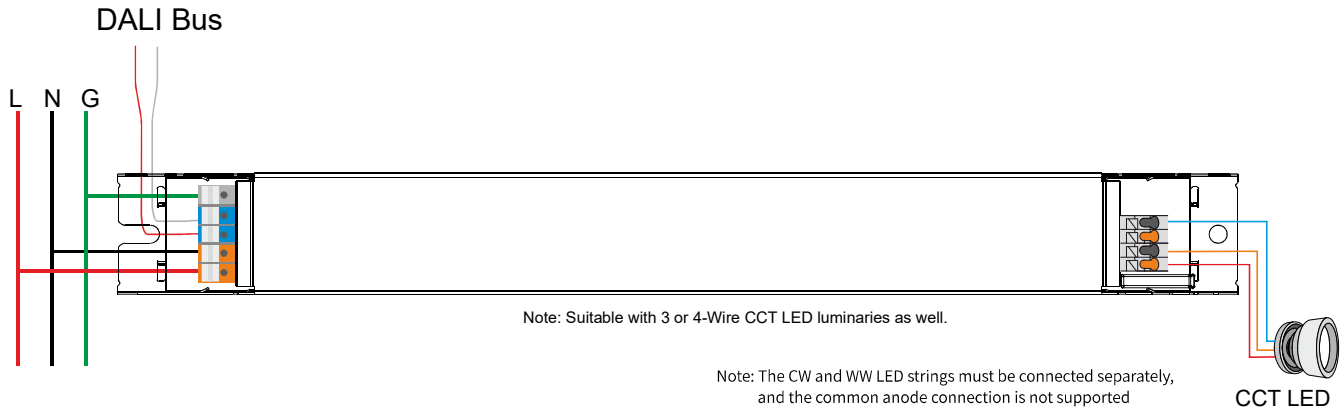 DALI Bus
L N G
Note: Suitable with 3 or 4-Wire CCT LED luminaries as well.
Note: The CW and WW LED strings must be connected separately,
and the common anode connection is not supported
CCT LED